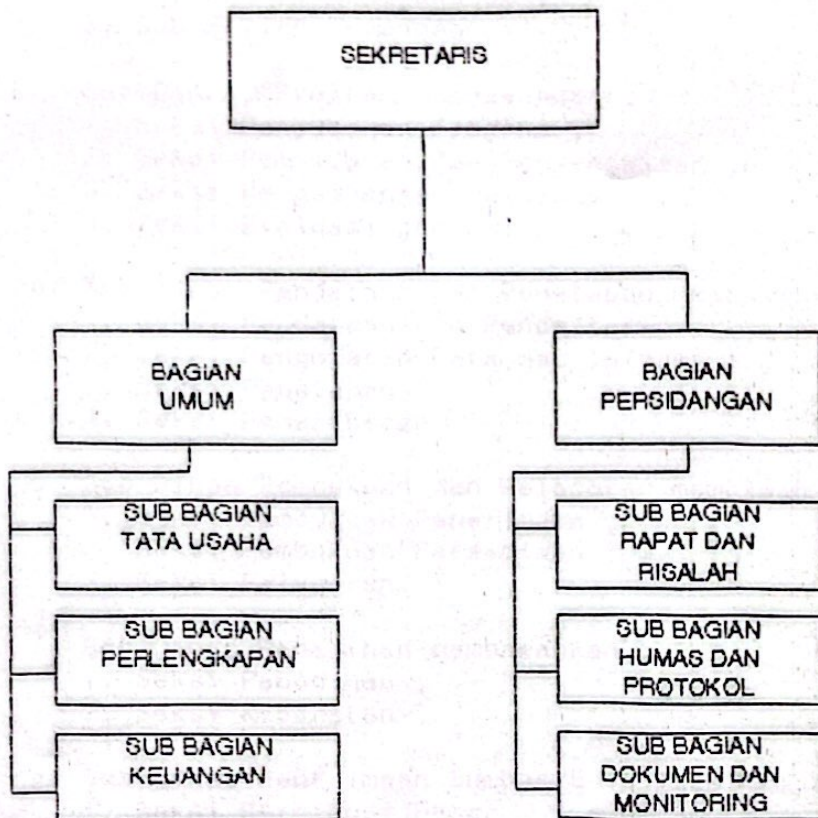 SEKRETARIS
BAGIAN
UMUM
BAGIAN
PERSIDANGAN
SUB BAGIAN
TATA USAHA
SUB BAGIAN
PERLENGKAPAN
SUB BAGIAN
KEUANGAN
SUB BAGIAN
RAPAT DAN
RISALAH
SUB BAGIAN
HUMAS DAN
PROTOKOL
SUB BAGIAN
DOKUMEN DAN
MONITORING